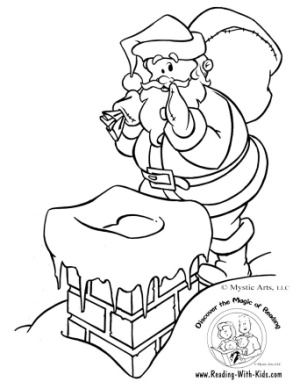 © Mystic Arts, LLC
Discover the Magic of Reading
www.Reading-With-Kids.com